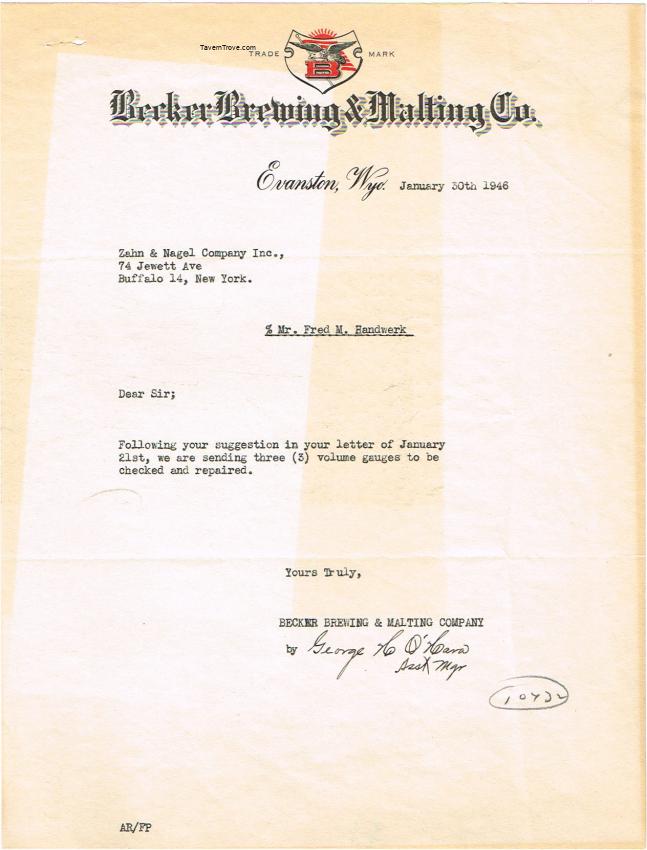 TavernTrove.com
TRADE MARK
B
Becker Brewing & Malting Co.
Evanston, Wyo. January 30th 1946
Zahn & Nagel Company Inc.,
74 Jewett Ave
Buffalo 14, New York.
% Mr. Fred M. Handwerk
Dear Sir;
Following your suggestion in your letter of January
21st, we are sending three (3) volume gauges to be
checked and repaired.
Yours Truly,
BECKER BREWING & MALTING COMPANY
by George H O'Hara
Asst Mgr
10432
AR/FP